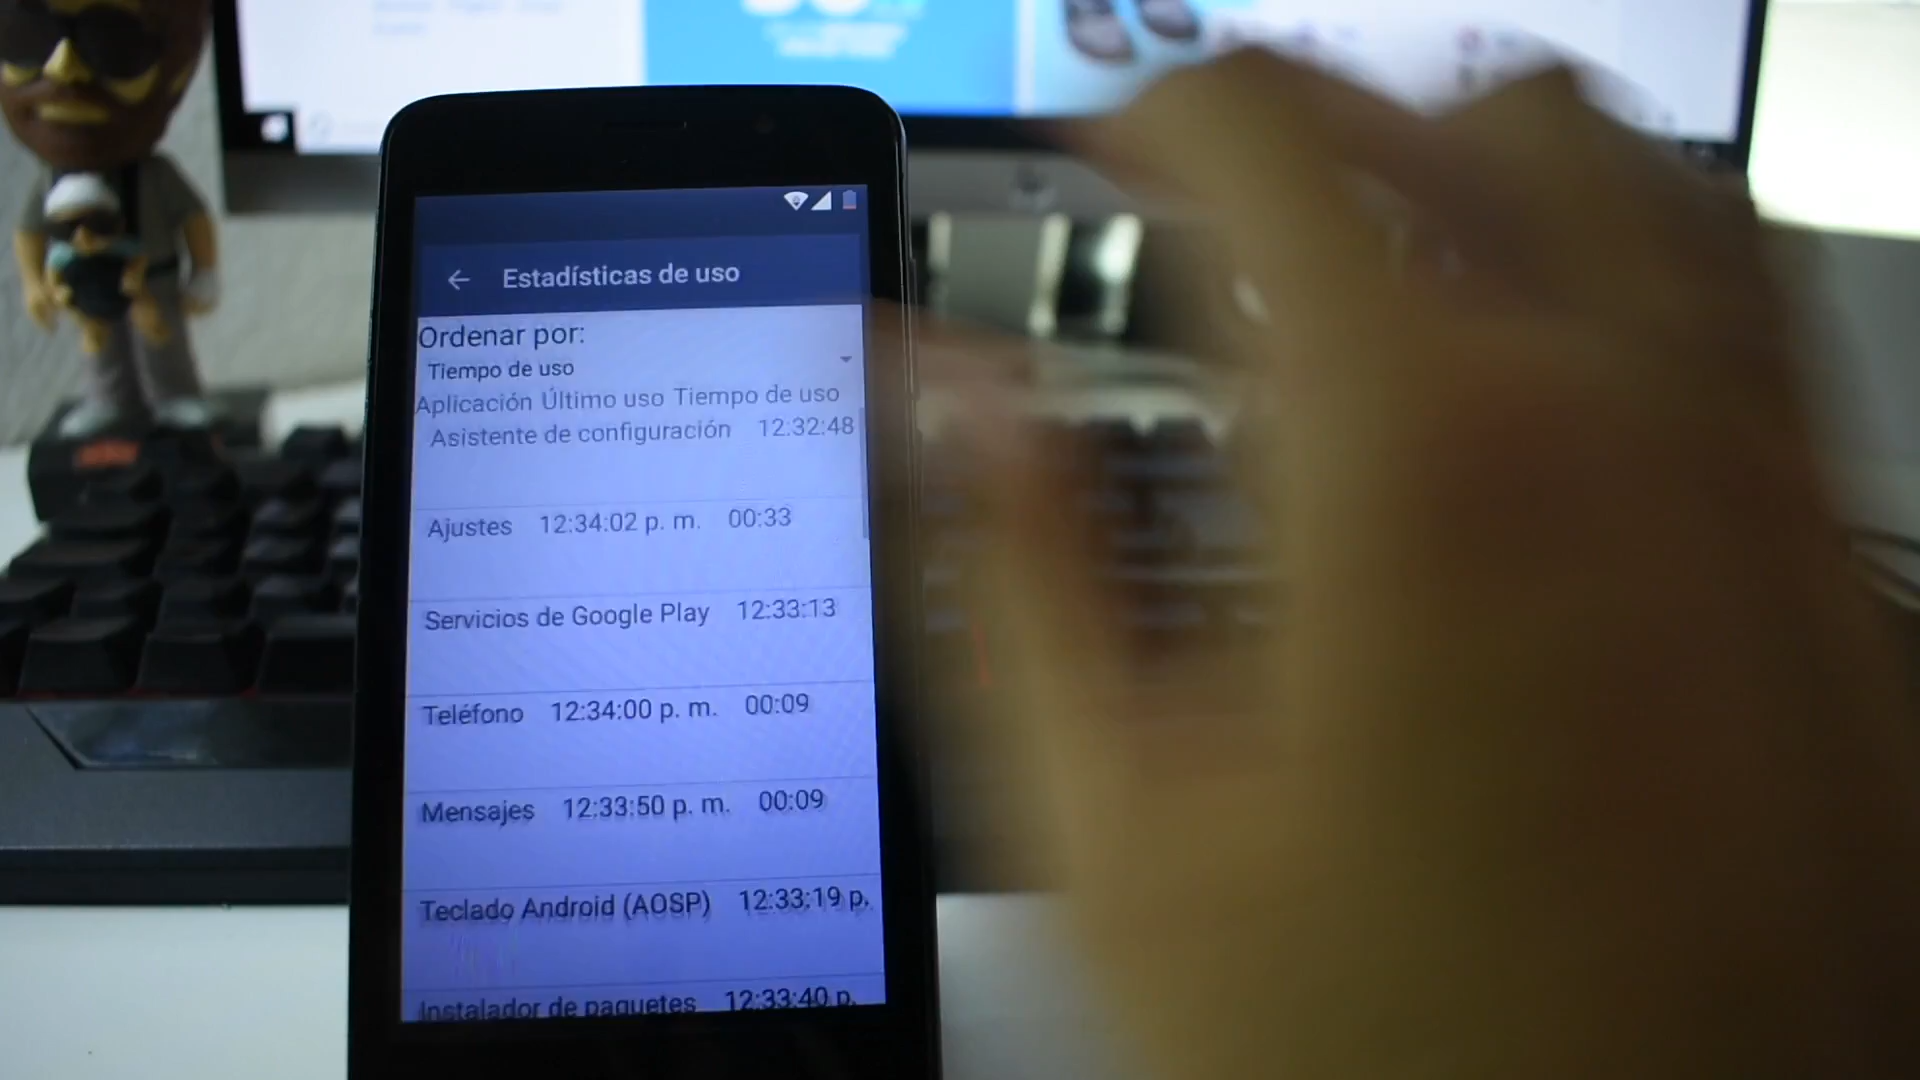 Estadísticas de uso
Ordenar por:
Tiempo de uso
Aplicación Último uso Tiempo de uso
Asistente de configuración 12:32:48
Ajustes 12:34:02 p. m. 00:33
Servicios de Google Play 12:33:13
Teléfono 12:34:00 p. m. 00:09
Mensajes 12:33:50 p. m. 00:09
Teclado Android (AOSP) 12:33:19 p.
Instalador de paquetes 12:33:40 p.